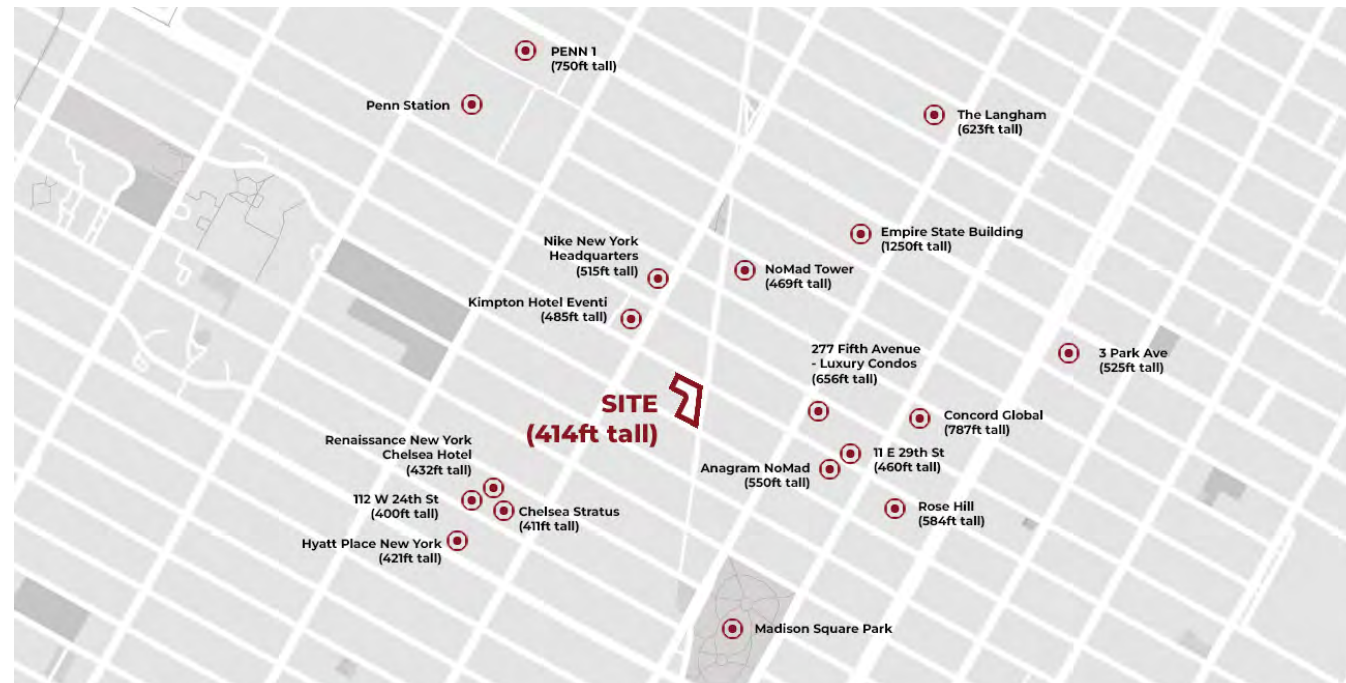 PENN 1
(750ft tall)
Penn Station
The Langham
(623ft tall)
Empire State Building
(1250ft tall)
Nike New York
Headquarters
(515ft tall)
NoMad Tower
(469ft tall)
Kimpton Hotel Eventi
(485ft tall)
277 Fifth Avenue
- Luxury Condos
(656ft tall)
3 Park Ave
(525ft tall)
SITE
(414ft tall)
Concord Global
(787ft tall)
Renaissance New York
Chelsea Hotel
(432ft tall)
11 E 29th St
(460ft tall)
Anagram NoMad
(550ft tall)
112 W 24th St
(400ft tall)
Chelsea Stratus
(411ft tall)
Rose Hill
(584ft tall)
Hyatt Place New York
(421ft tall)
Madison Square Park